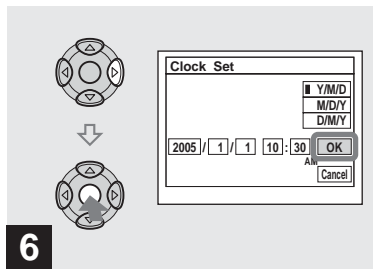 Clock Set
Y/M/D
M/D/Y
D/M/Y
2005 / 1 / 1 10 : 30 OK
AM
Cancel
6